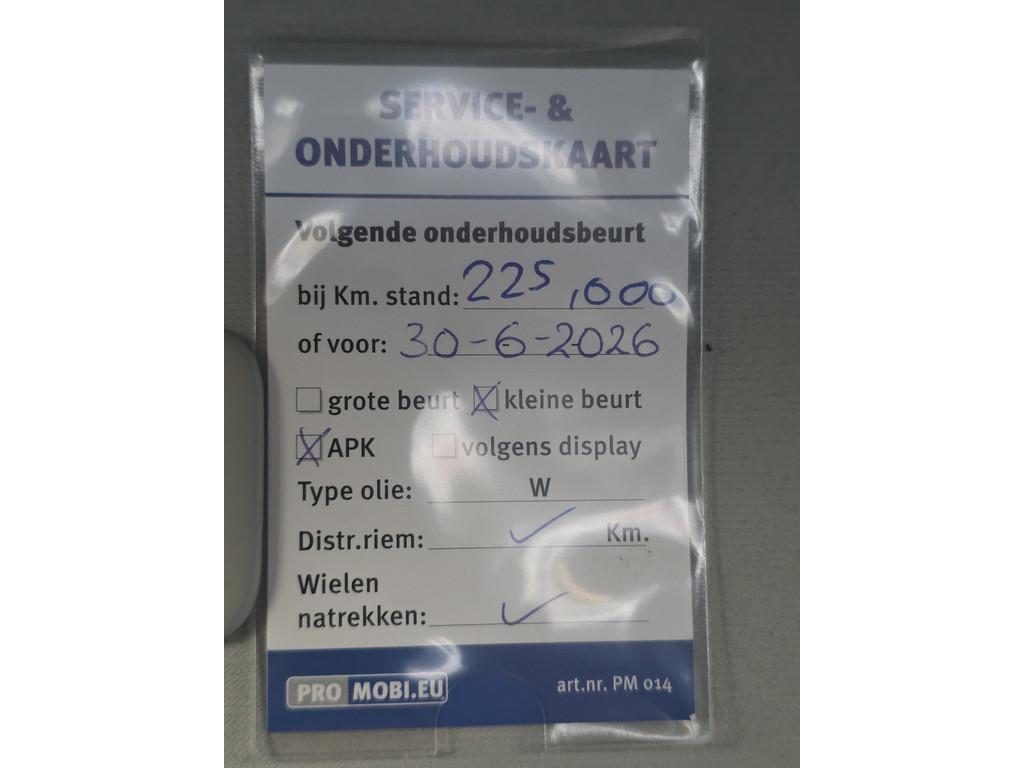 SERVICE- &
ONDERHOUDSKAART
Volgende onderhoudsbeurt
bij Km. stand: 225,000
of voor: 30-6-2026
grote beurt kleine beurt
APK volgens display
Type olie: W
Distr.riem: ✓ Km.
Wielen
natrekken: ✓
PRO MOBI.EU art.nr. PM 014